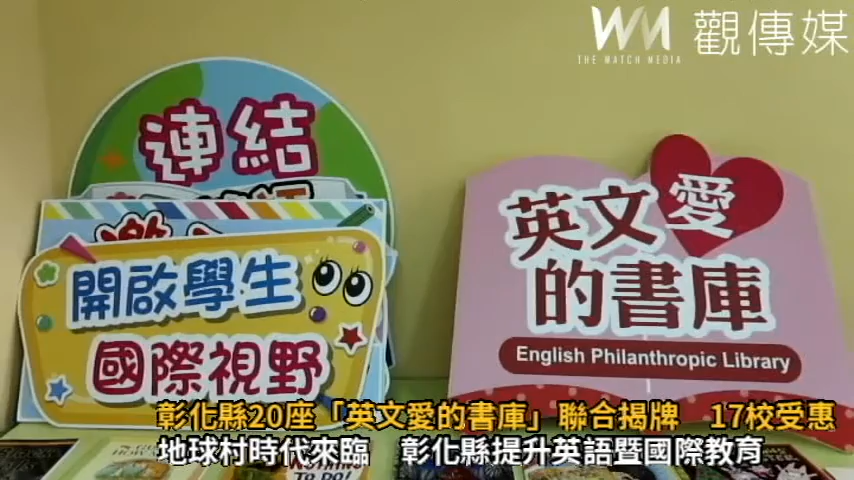 WM 觀傳媒
THE WATCH MEDIA
連結
開啟學生
國際視野
英文愛
的書庫
English Philanthropic Library
彰化縣20座「英文愛的書庫」聯合揭牌 17校受惠
地球村時代來臨 彰化縣提升英語暨國際教育